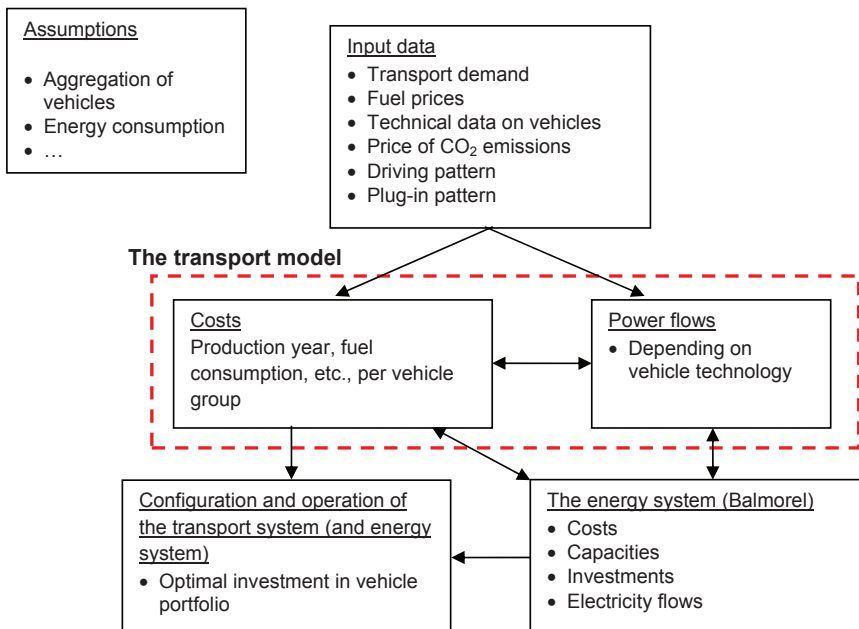 Assumptions
• Aggregation of
vehicles
• Energy consumption
• …
Input data
• Transport demand
• Fuel prices
• Technical data on vehicles
• Price of CO₂ emissions
• Driving pattern
• Plug-in pattern
The transport model
Costs
Production year, fuel
consumption, etc., per vehicle
group
Power flows
• Depending on
vehicle technology
Configuration and operation of
the transport system (and energy
system)
• Optimal investment in vehicle
portfolio
The energy system (Balmorel)
• Costs
• Capacities
• Investments
• Electricity flows